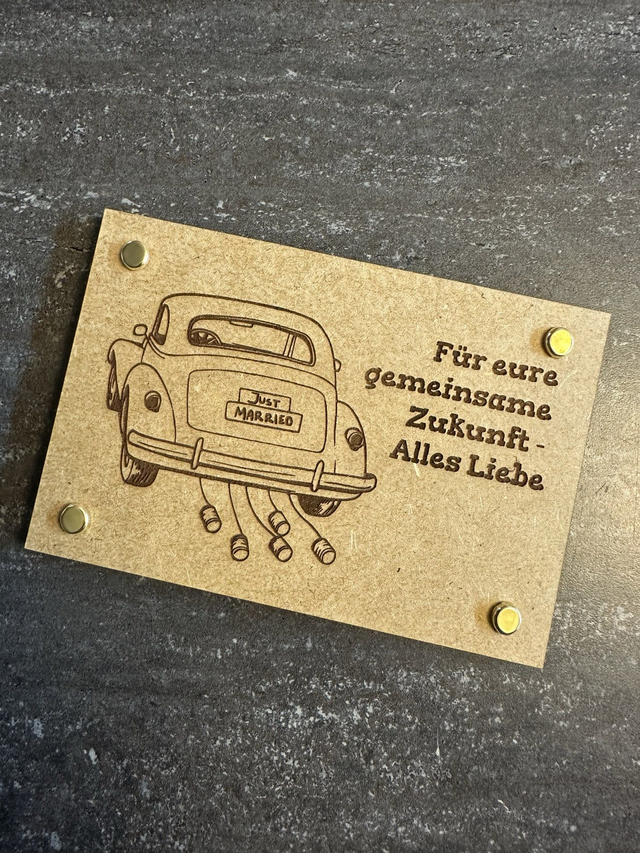 JUST
MARRIED
Für eure
gemeinsame
Zukunft -
Alles Liebe